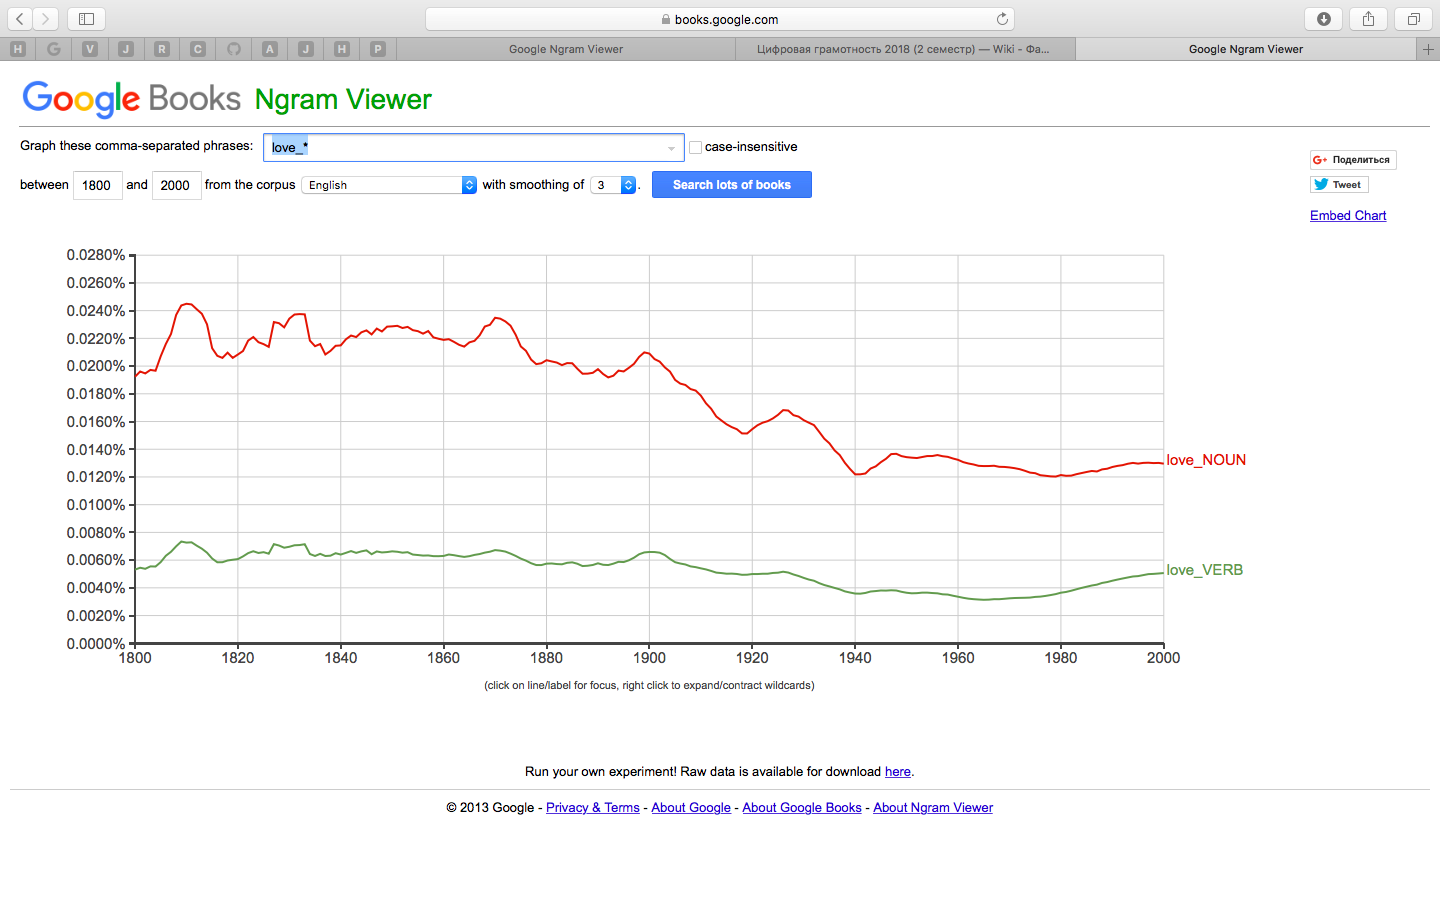 books.google.com
H G V J R C A J H P Google Ngram Viewer Цифровая грамотность 2018 (2 семестр) — Wiki - Фа... Google Ngram Viewer
Google Books Ngram Viewer
Graph these comma-separated phrases: love_* case-insensitive
between 1800 and 2000 from the corpus English with smoothing of 3 . Search lots of books
G+ Поделиться
Tweet
Embed Chart
0.0280%
0.0260%
0.0240%
0.0220%
0.0200%
0.0180%
0.0160%
0.0140%
0.0120%
0.0100%
0.0080%
0.0060%
0.0040%
0.0020%
0.0000%
love_NOUN
love_VERB
1800 1820 1840 1860 1880 1900 1920 1940 1960 1980 2000
(click on line/label for focus, right click to expand/contract wildcards)
Run your own experiment! Raw data is available for download here.
© 2013 Google - Privacy & Terms - About Google - About Google Books - About Ngram Viewer